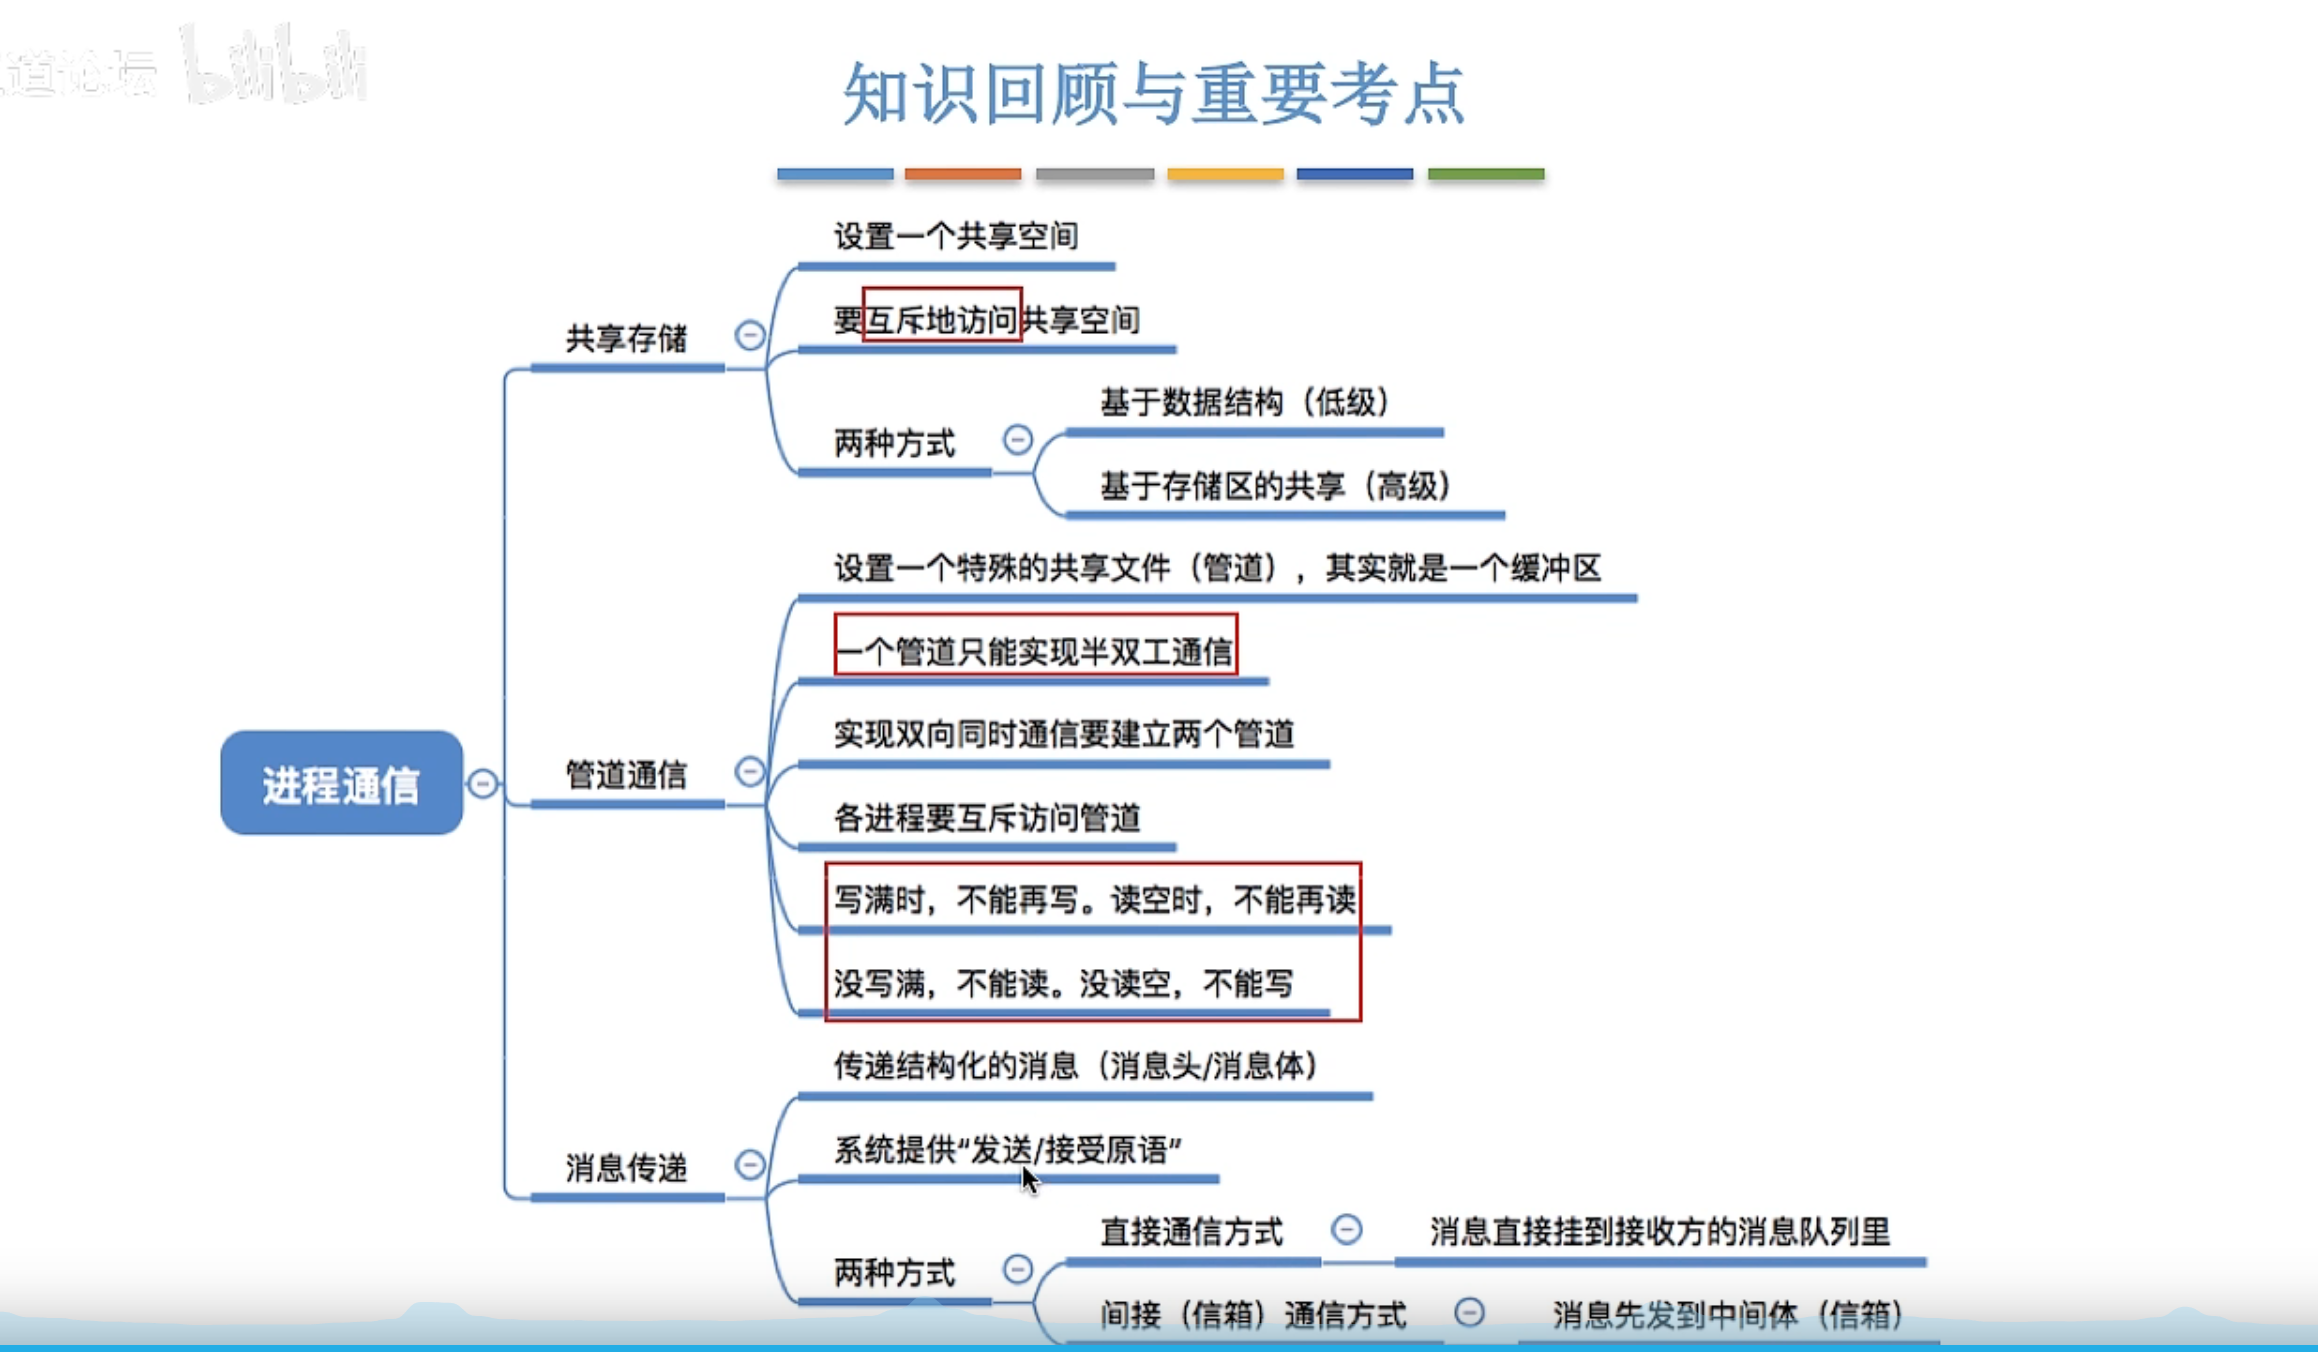 道论坛 bilibili
知识回顾与重要考点
进程通信
共享存储
设置一个共享空间
要互斥地访问共享空间
两种方式
基于数据结构（低级）
基于存储区的共享（高级）
管道通信
设置一个特殊的共享文件（管道），其实就是一个缓冲区
一个管道只能实现半双工通信
实现双向同时通信要建立两个管道
各进程要互斥访问管道
写满时，不能再写。读空时，不能再读
没写满，不能读。没读空，不能写
消息传递
传递结构化的消息（消息头/消息体）
系统提供“发送/接受原语”
两种方式
直接通信方式
消息直接挂到接收方的消息队列里
间接（信箱）通信方式
消息先发到中间体（信箱）